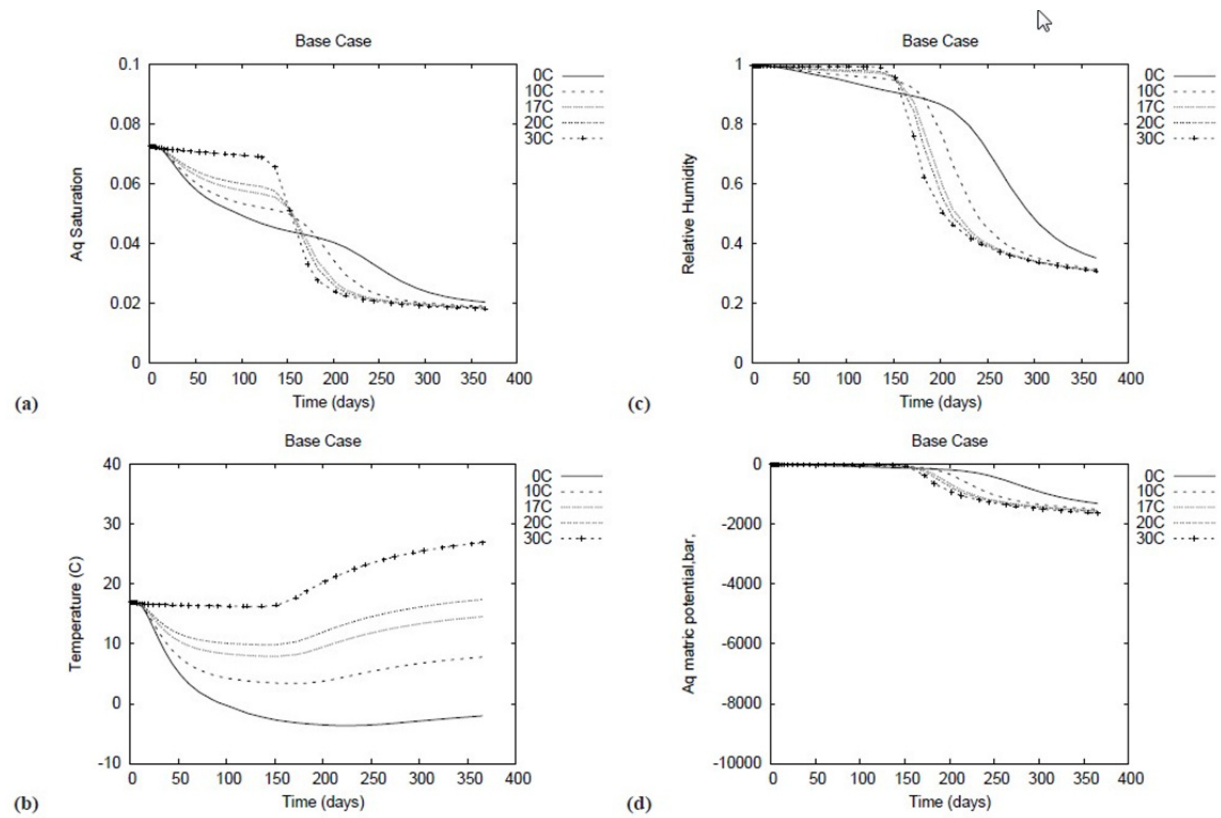 Base Case
0.1
0.08
0.06
0.04
0.02
0
Aq Saturation
0 50 100 150 200 250 300 350 400
Time (days)
0C
10C
17C
20C
30C
(a)
Base Case
1
0.8
0.6
0.4
0.2
0
Relative Humidity
0 50 100 150 200 250 300 350 400
Time (days)
0C
10C
17C
20C
30C
(c)
Base Case
40
30
20
10
0
-10
Temperature (C)
0 50 100 150 200 250 300 350 400
Time (days)
0C
10C
17C
20C
30C
(b)
Base Case
0
-2000
-4000
-6000
-8000
-10000
Aq matric potential,bar,
0 50 100 150 200 250 300 350 400
Time (days)
0C
10C
17C
20C
30C
(d)